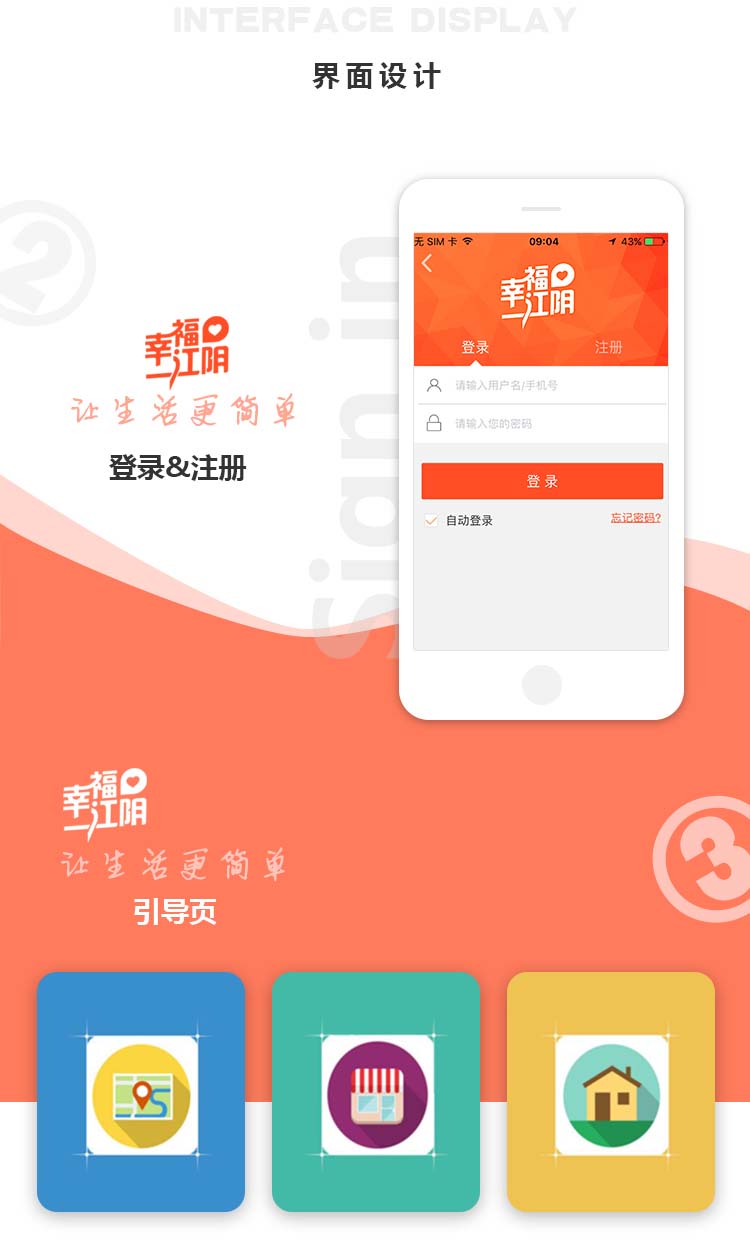 INTERFACE DISPLAY
界面设计
②
Sign in
幸福
江阴
让生活更简单
登录&注册
无 SIM 卡
09:04
43%
幸福
江阴
登录
注册
请输入用户名/手机号
请输入您的密码
登录
自动登录
忘记密码?
幸福
江阴
让生活更简单
引导页
③